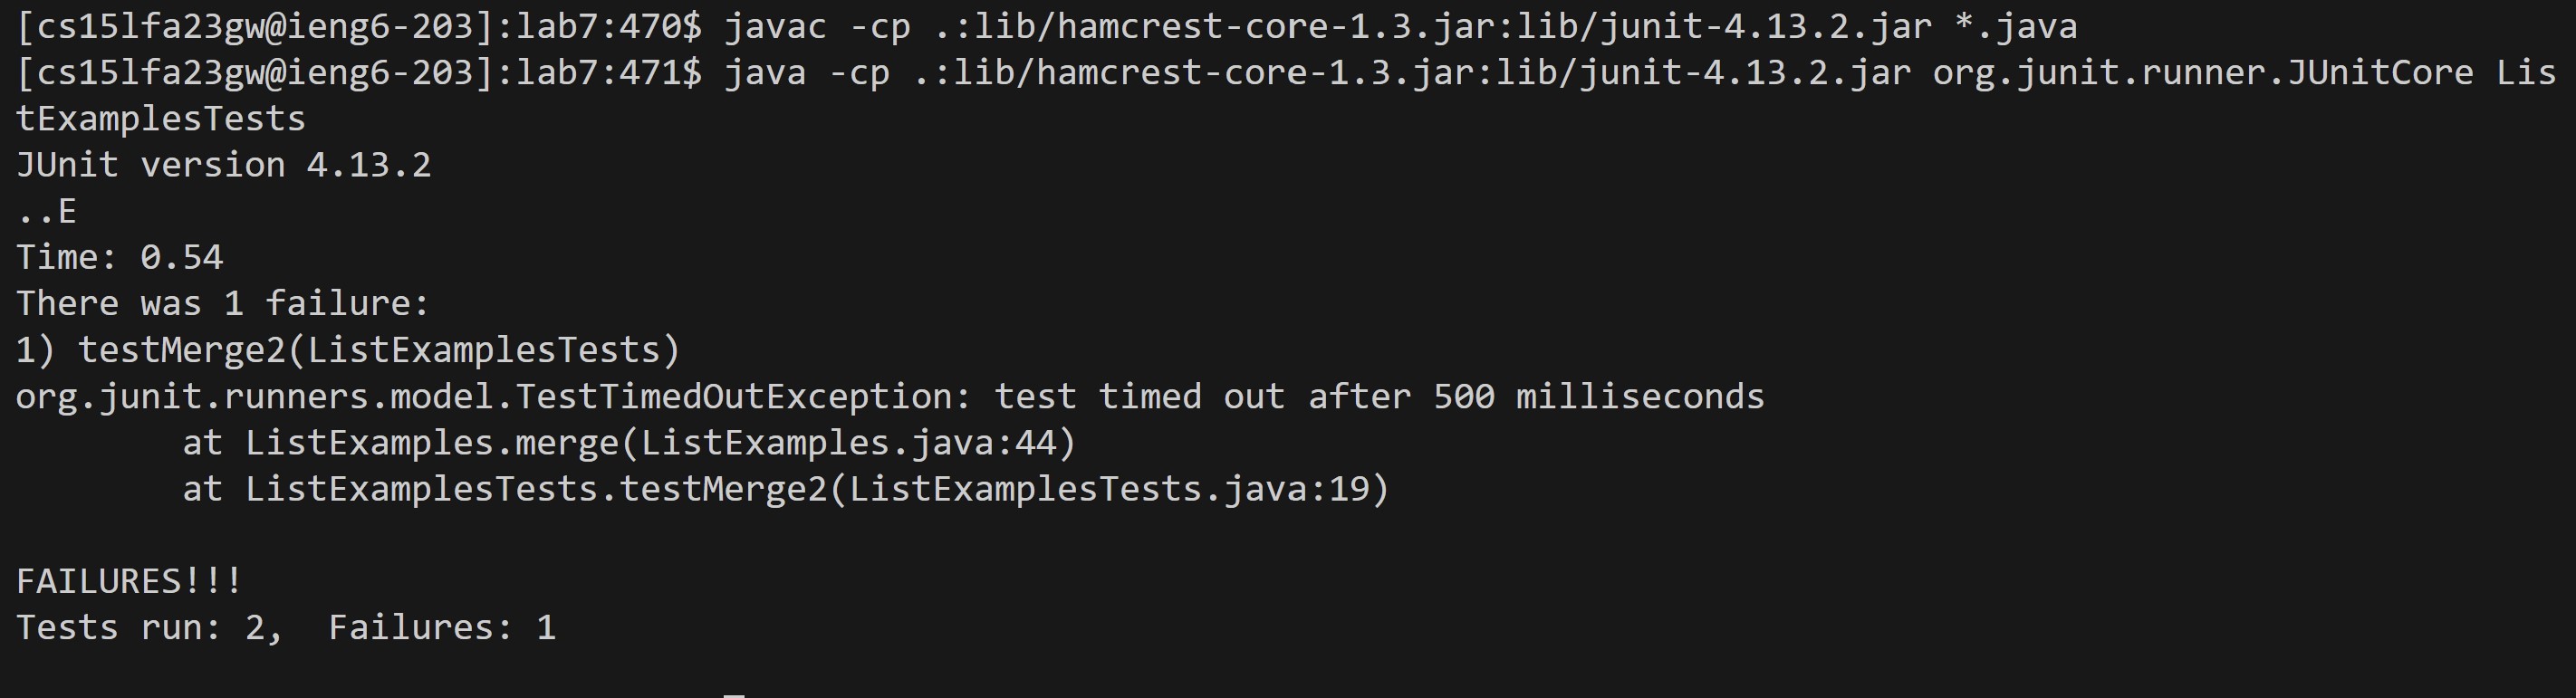 [cs15lfa23gw@ieng6-203]:lab7:470$ javac -cp .:lib/hamcrest-core-1.3.jar:lib/junit-4.13.2.jar *.java
[cs15lfa23gw@ieng6-203]:lab7:471$ java -cp .:lib/hamcrest-core-1.3.jar:lib/junit-4.13.2.jar org.junit.runner.JUnitCore Lis
tExamplesTests
JUnit version 4.13.2
..E
Time: 0.54
There was 1 failure:
1) testMerge2(ListExamplesTests)
org.junit.runners.model.TestTimedOutException: test timed out after 500 milliseconds
        at ListExamples.merge(ListExamples.java:44)
        at ListExamplesTests.testMerge2(ListExamplesTests.java:19)

FAILURES!!!
Tests run: 2,  Failures: 1